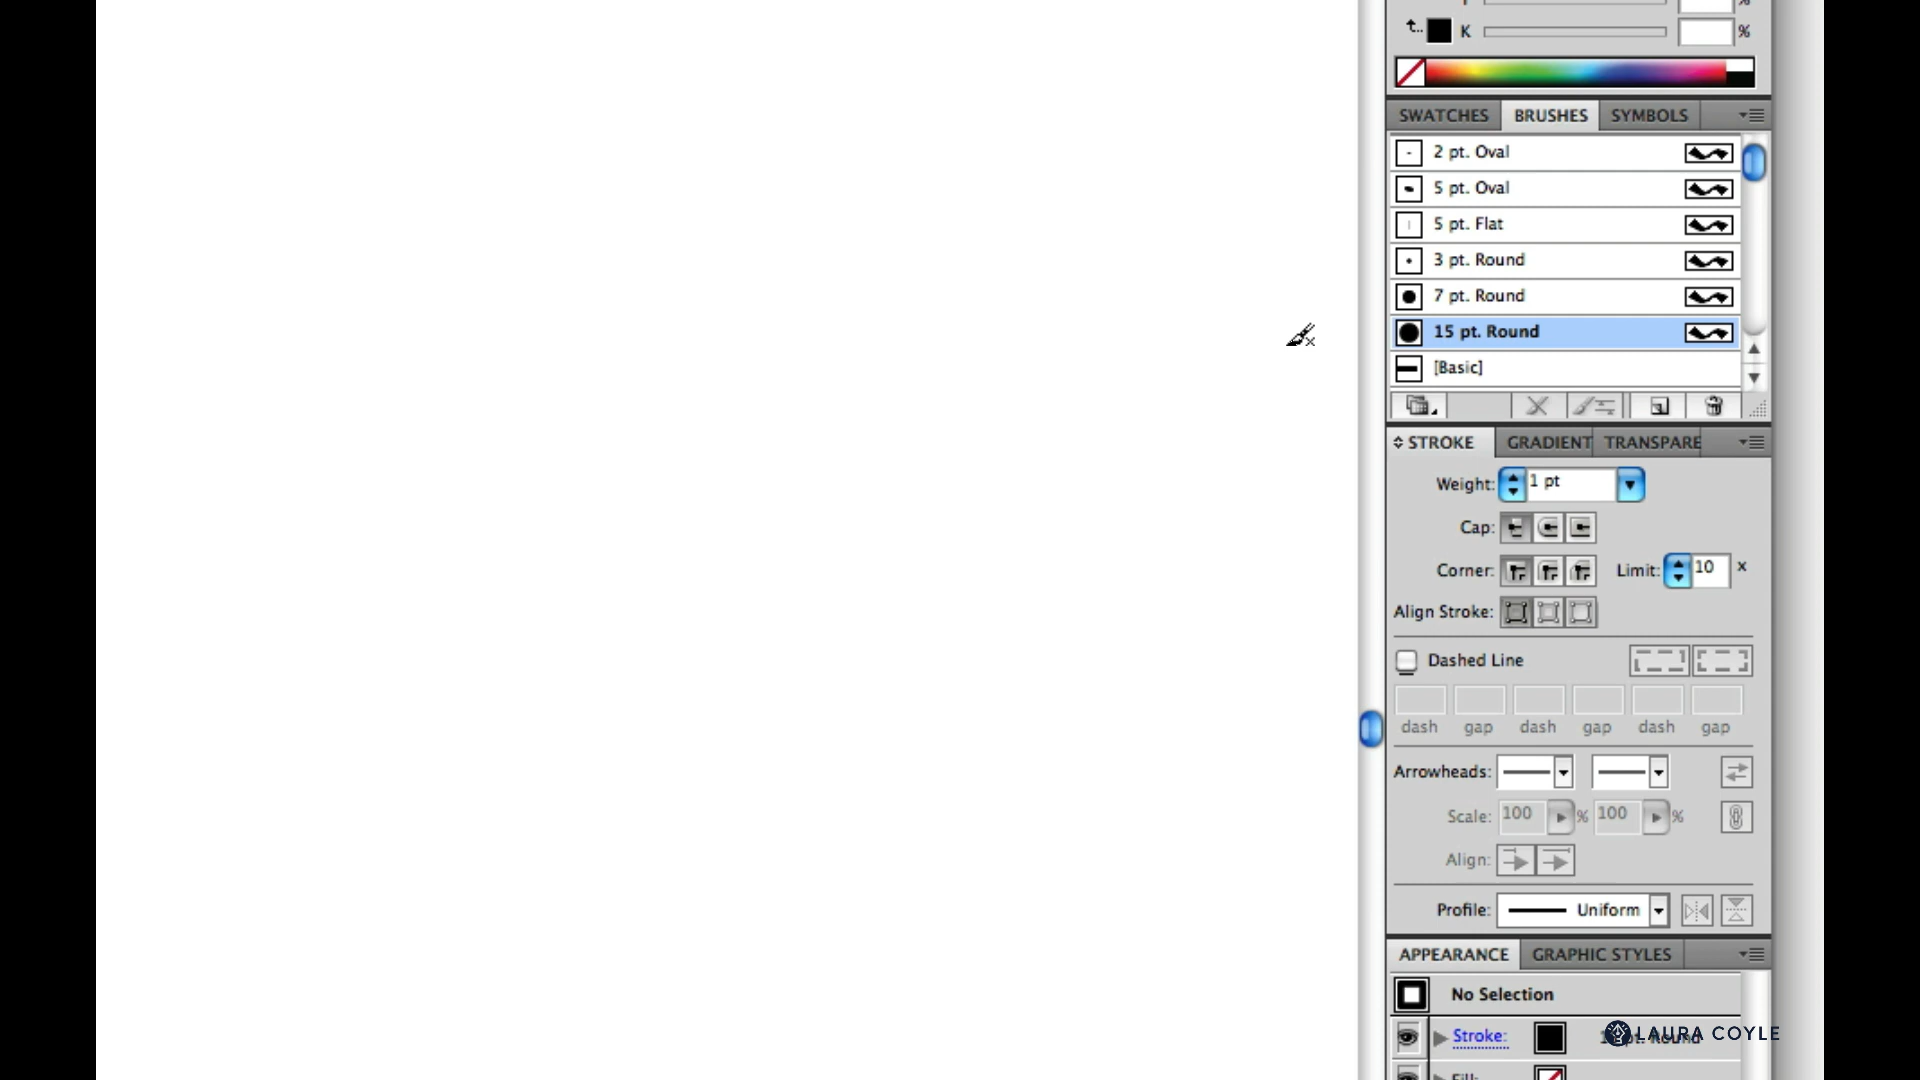 K %
SWATCHES BRUSHES SYMBOLS
2 pt. Oval
5 pt. Oval
5 pt. Flat
3 pt. Round
7 pt. Round
15 pt. Round
[Basic]
STROKE GRADIENT TRANSPARE
Weight: 1 pt
Cap:
Corner: Limit: 10 x
Align Stroke:
Dashed Line
dash gap dash gap dash gap
Arrowheads:
Scale: 100 % 100 %
Align:
Profile: Uniform
APPEARANCE GRAPHIC STYLES
No Selection
Stroke:
LAURA COYLE